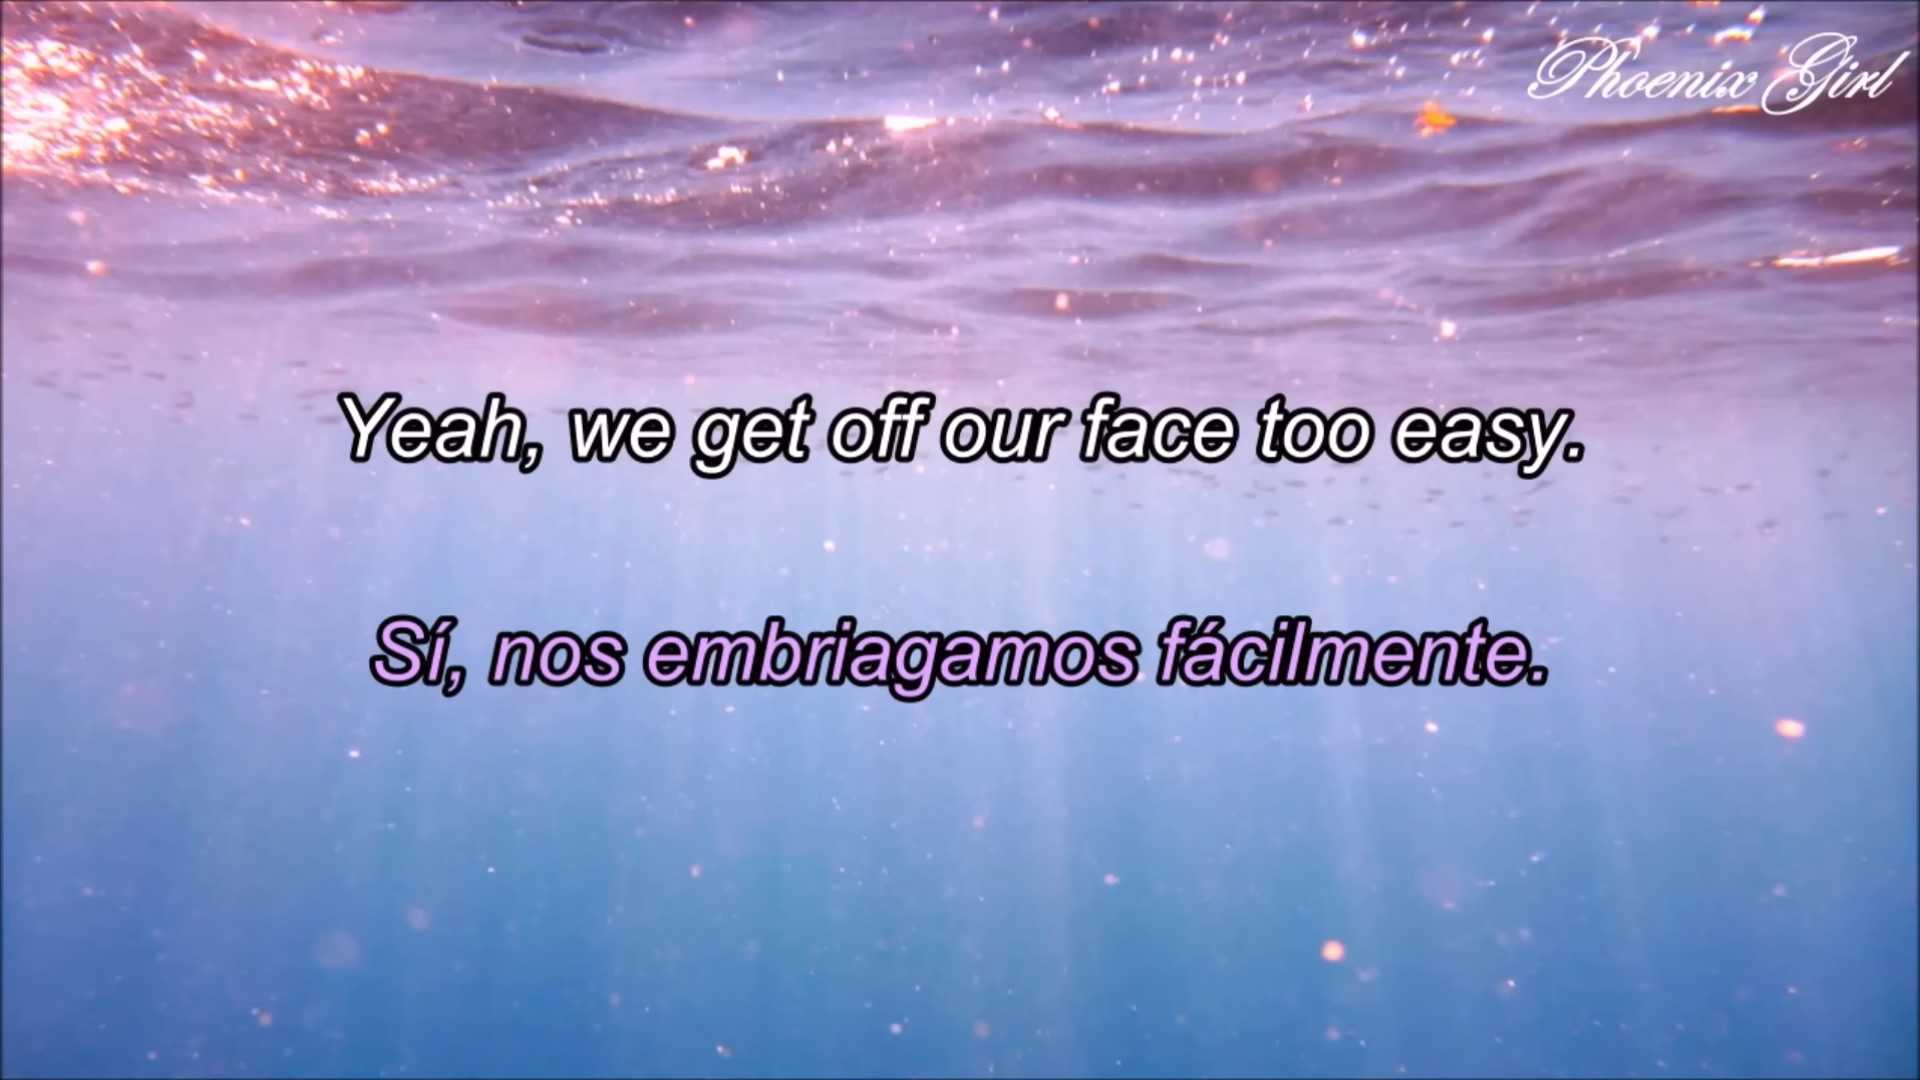 Phoenix Girl
Yeah, we get off our face too easy.
Sí, nos embriagamos fácilmente.